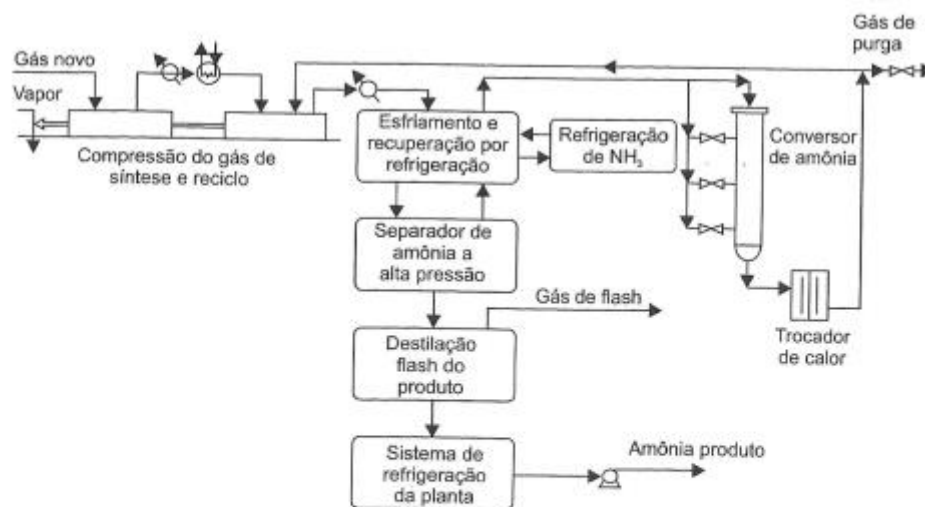 Gás de
purga
Gás novo
Vapor
Compressão do gás de
síntese e reciclo
Esfriamento e
recuperação por
refrigeração
Refrigeração
de NH₃
Conversor
de amônia
Separador de
amônia a
alta pressão
Gás de flash
Trocador
de calor
Destilação
flash do
produto
Sistema de
refrigeração
da planta
Amônia produto